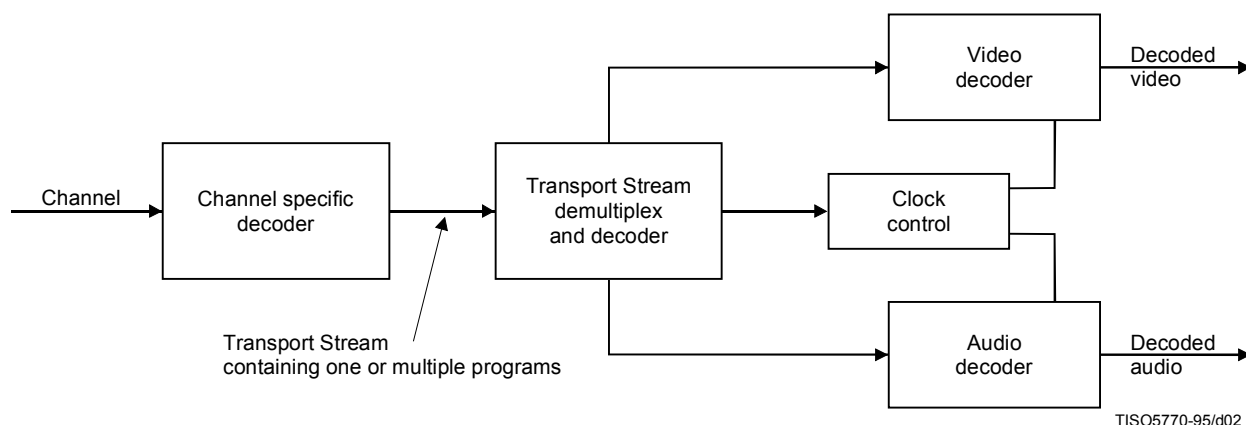 Channel
Channel specific
decoder
Transport Stream
containing one or multiple programs
Transport Stream
demultiplex
and decoder
Clock
control
Video
decoder
Decoded
video
Audio
decoder
Decoded
audio
TISO5770-95/d02